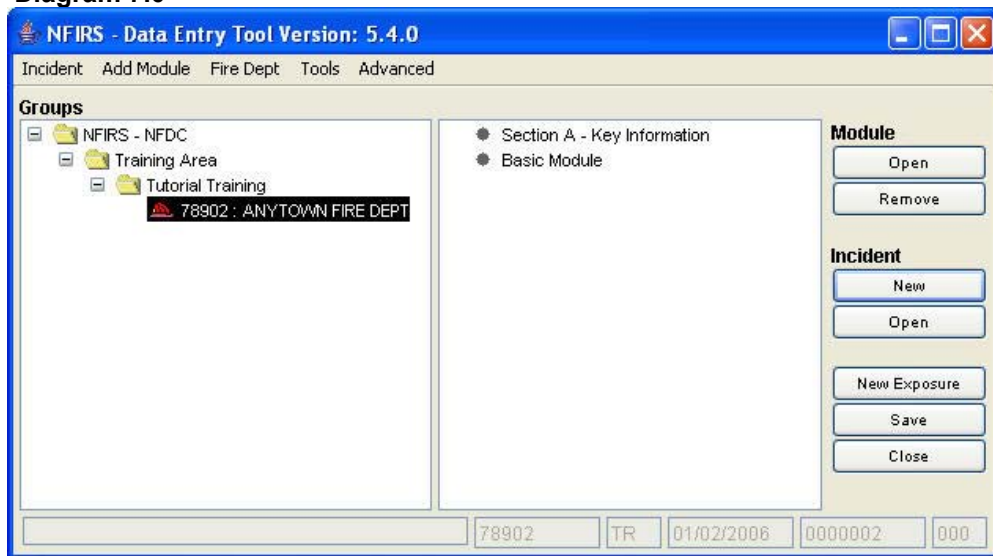 NFIRS - Data Entry Tool Version: 5.4.0
Incident Add Module Fire Dept Tools Advanced
Groups
NFIRS - NFDC
Training Area
Tutorial Training
78902 : ANYTOWN FIRE DEPT
Section A - Key Information
Basic Module
Module
Open
Remove
Incident
New
Open
New Exposure
Save
Close
78902 TR 01/02/2006 0000002 000